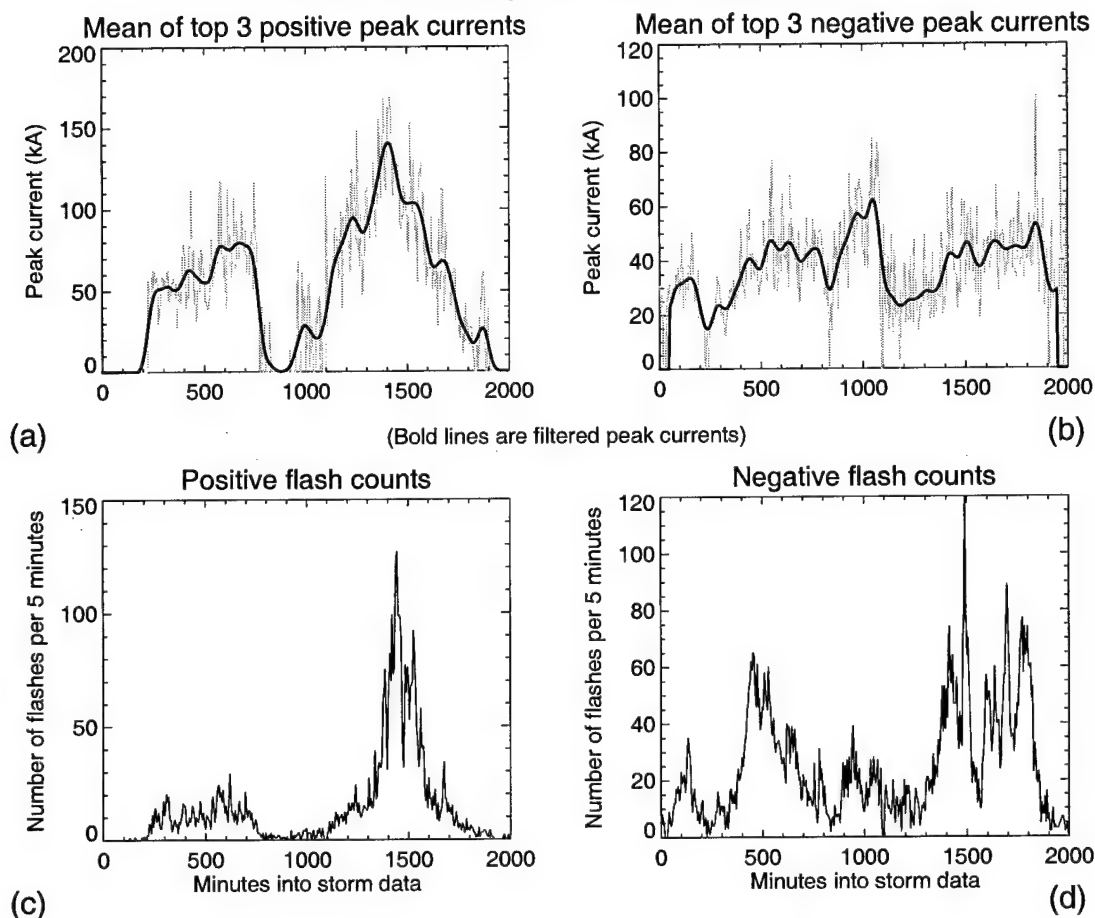 Mean of top 3 positive peak currents
Peak current (kA)
200
150
100
50
0
0 500 1000 1500 2000
(a)
Mean of top 3 negative peak currents
Peak current (kA)
120
100
80
60
40
20
0
0 500 1000 1500 2000
(b)
(Bold lines are filtered peak currents)
Positive flash counts
Number of flashes per 5 minutes
150
100
50
0
0 500 1000 1500 2000
Minutes into storm data
(c)
Negative flash counts
Number of flashes per 5 minutes
120
100
80
60
40
20
0
0 500 1000 1500 2000
Minutes into storm data
(d)